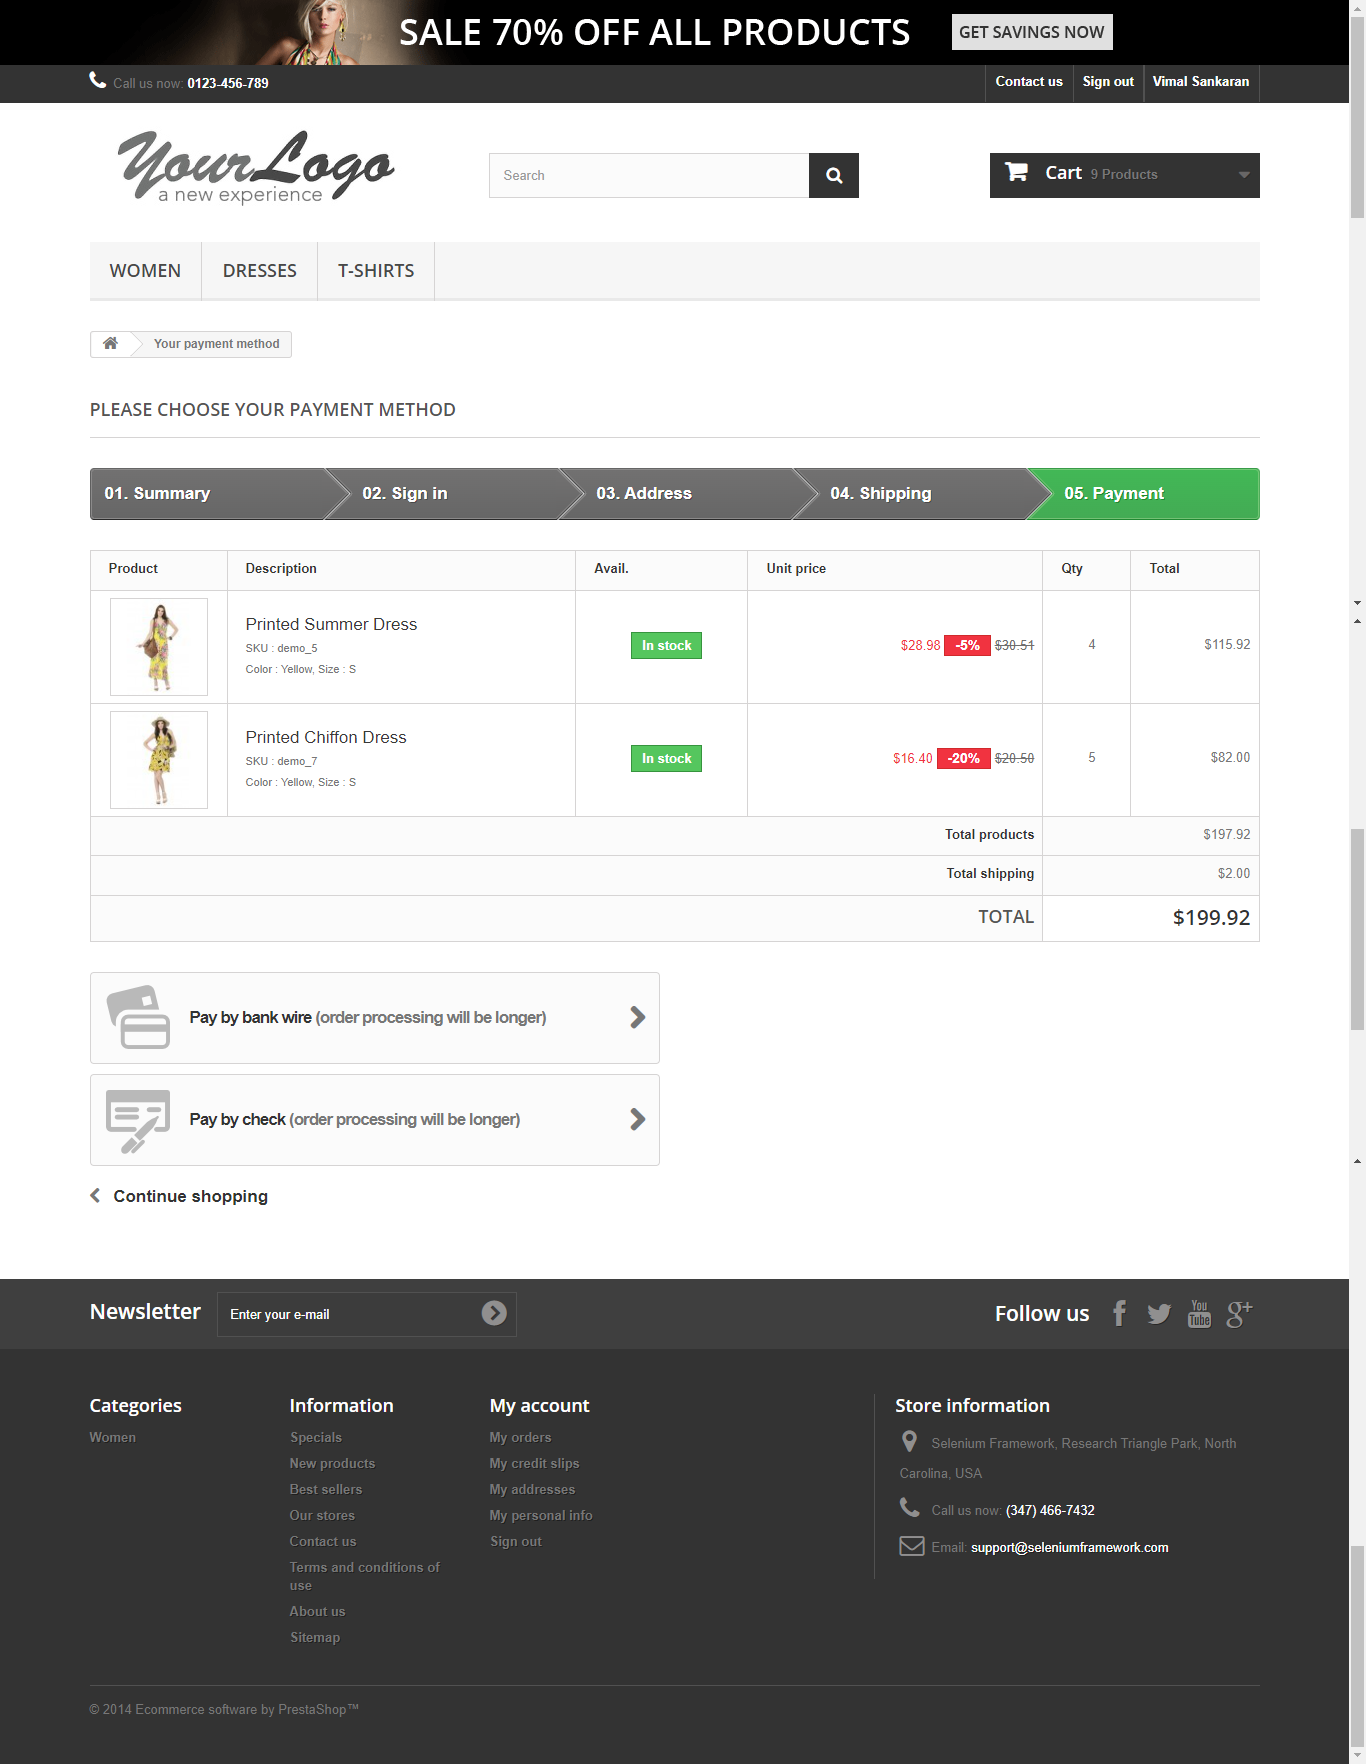 SALE 70% OFF ALL PRODUCTS GET SAVINGS NOW
Call us now: 0123-456-789 Contact us Sign out Vimal Sankaran
YourLogo
a new experience
Search
Cart 9 Products
WOMEN DRESSES T-SHIRTS
Your payment method
PLEASE CHOOSE YOUR PAYMENT METHOD
01. Summary 02. Sign in 03. Address 04. Shipping 05. Payment
Product Description Avail. Unit price Qty Total
Printed Summer Dress
SKU : demo_5
Color : Yellow, Size : S
In stock $28.98 -5% $30.51 4 $115.92
Printed Chiffon Dress
SKU : demo_7
Color : Yellow, Size : S
In stock $16.40 -20% $20.50 5 $82.00
Total products $197.92
Total shipping $2.00
TOTAL $199.92
Pay by bank wire (order processing will be longer)
Pay by check (order processing will be longer)
Continue shopping
Newsletter Enter your e-mail Follow us You Tube
Categories
Women
Information
Specials
New products
Best sellers
Our stores
Contact us
Terms and conditions of
use
About us
Sitemap
My account
My orders
My credit slips
My addresses
My personal info
Sign out
Store information
Selenium Framework, Research Triangle Park, North
Carolina, USA
Call us now: (347) 466-7432
Email: support@seleniumframework.com
© 2014 Ecommerce software by PrestaShop™